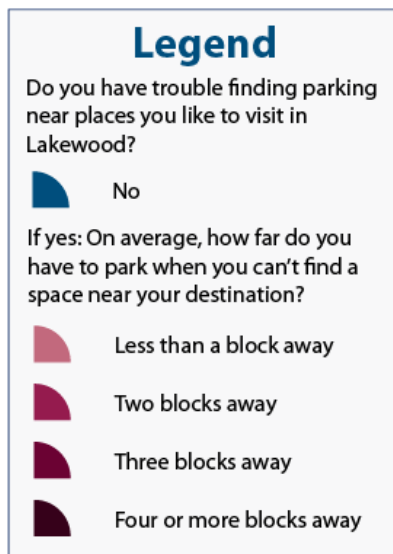 Legend
Do you have trouble finding parking
near places you like to visit in
Lakewood?
No
If yes: On average, how far do you
have to park when you can't find a
space near your destination?
Less than a block away
Two blocks away
Three blocks away
Four or more blocks away